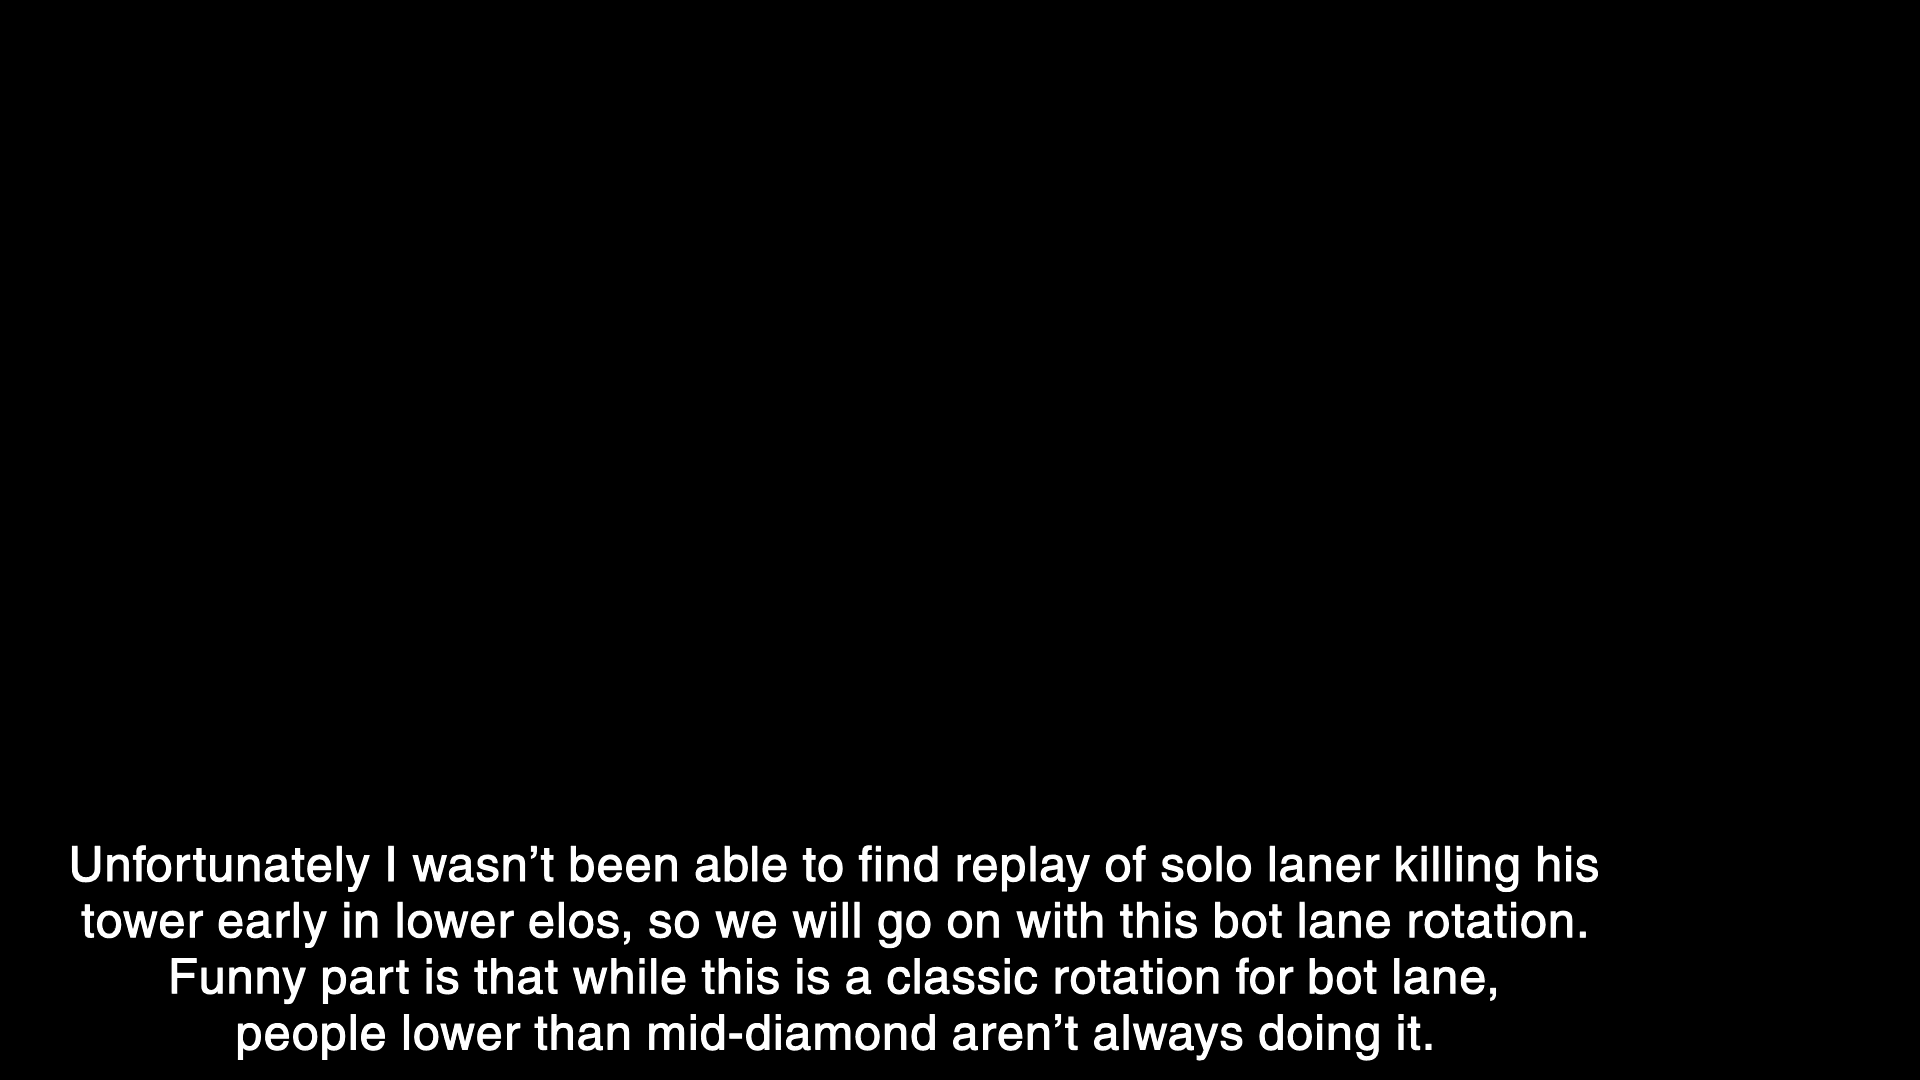 Unfortunately I wasn’t been able to find replay of solo laner killing his
tower early in lower elos, so we will go on with this bot lane rotation.
Funny part is that while this is a classic rotation for bot lane,
people lower than mid-diamond aren’t always doing it.